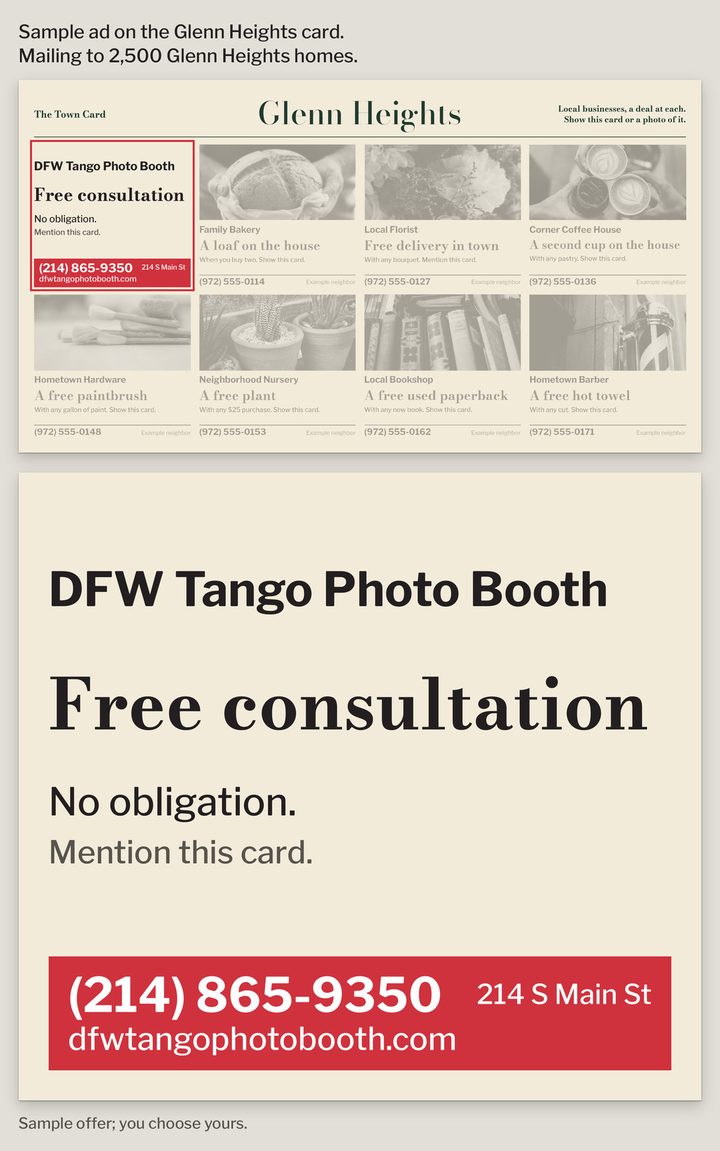 Sample ad on the Glenn Heights card.
Mailing to 2,500 Glenn Heights homes.
The Town Card
Glenn Heights
Local businesses, a deal at each.
Show this card or a photo of it.
DFW Tango Photo Booth
Free consultation
No obligation.
Mention this card.
(214) 865-9350 214 S Main St
dfwtangophotobooth.com
Family Bakery
A loaf on the house
When you buy two. Show this card.
(972) 555-0114 Example neighbor
Local Florist
Free delivery in town
With any bouquet. Mention this card.
(972) 555-0127 Example neighbor
Corner Coffee House
A second cup on the house
With any pastry. Show this card.
(972) 555-0136 Example neighbor
Hometown Hardware
A free paintbrush
With any gallon of paint. Show this card.
(972) 555-0148 Example neighbor
Neighborhood Nursery
A free plant
With any $25 purchase. Show this card.
(972) 555-0153 Example neighbor
Local Bookshop
A free used paperback
With any new book. Show this card.
(972) 555-0162 Example neighbor
Hometown Barber
A free hot towel
With any cut. Show this card.
(972) 555-0171 Example neighbor
DFW Tango Photo Booth
Free consultation
No obligation.
Mention this card.
(214) 865-9350 214 S Main St
dfwtangophotobooth.com
Sample offer; you choose yours.